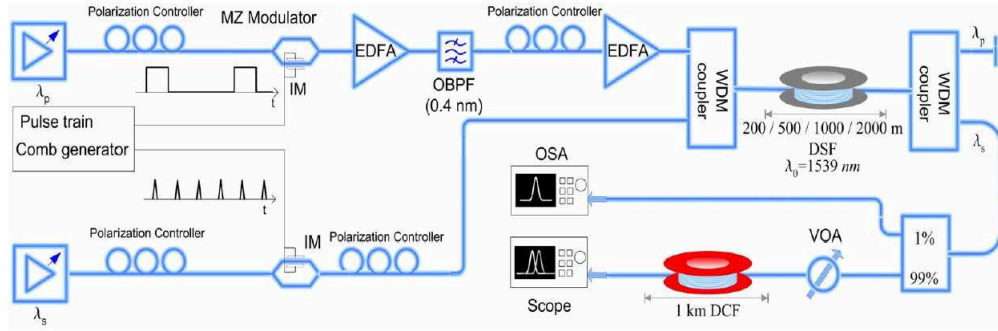 Polarization Controller
MZ Modulator
Polarization Controller
EDFA
EDFA
λp
IM
OBPF
(0.4 nm)
WDM
coupler
WDM
coupler
λp
t
Pulse train
Comb generator
200 / 500 / 1000 / 2000 m
DSF
λ0=1539 nm
λs
OSA
t
Polarization Controller
IM
Polarization Controller
VOA
1%
99%
λs
Scope
1 km DCF